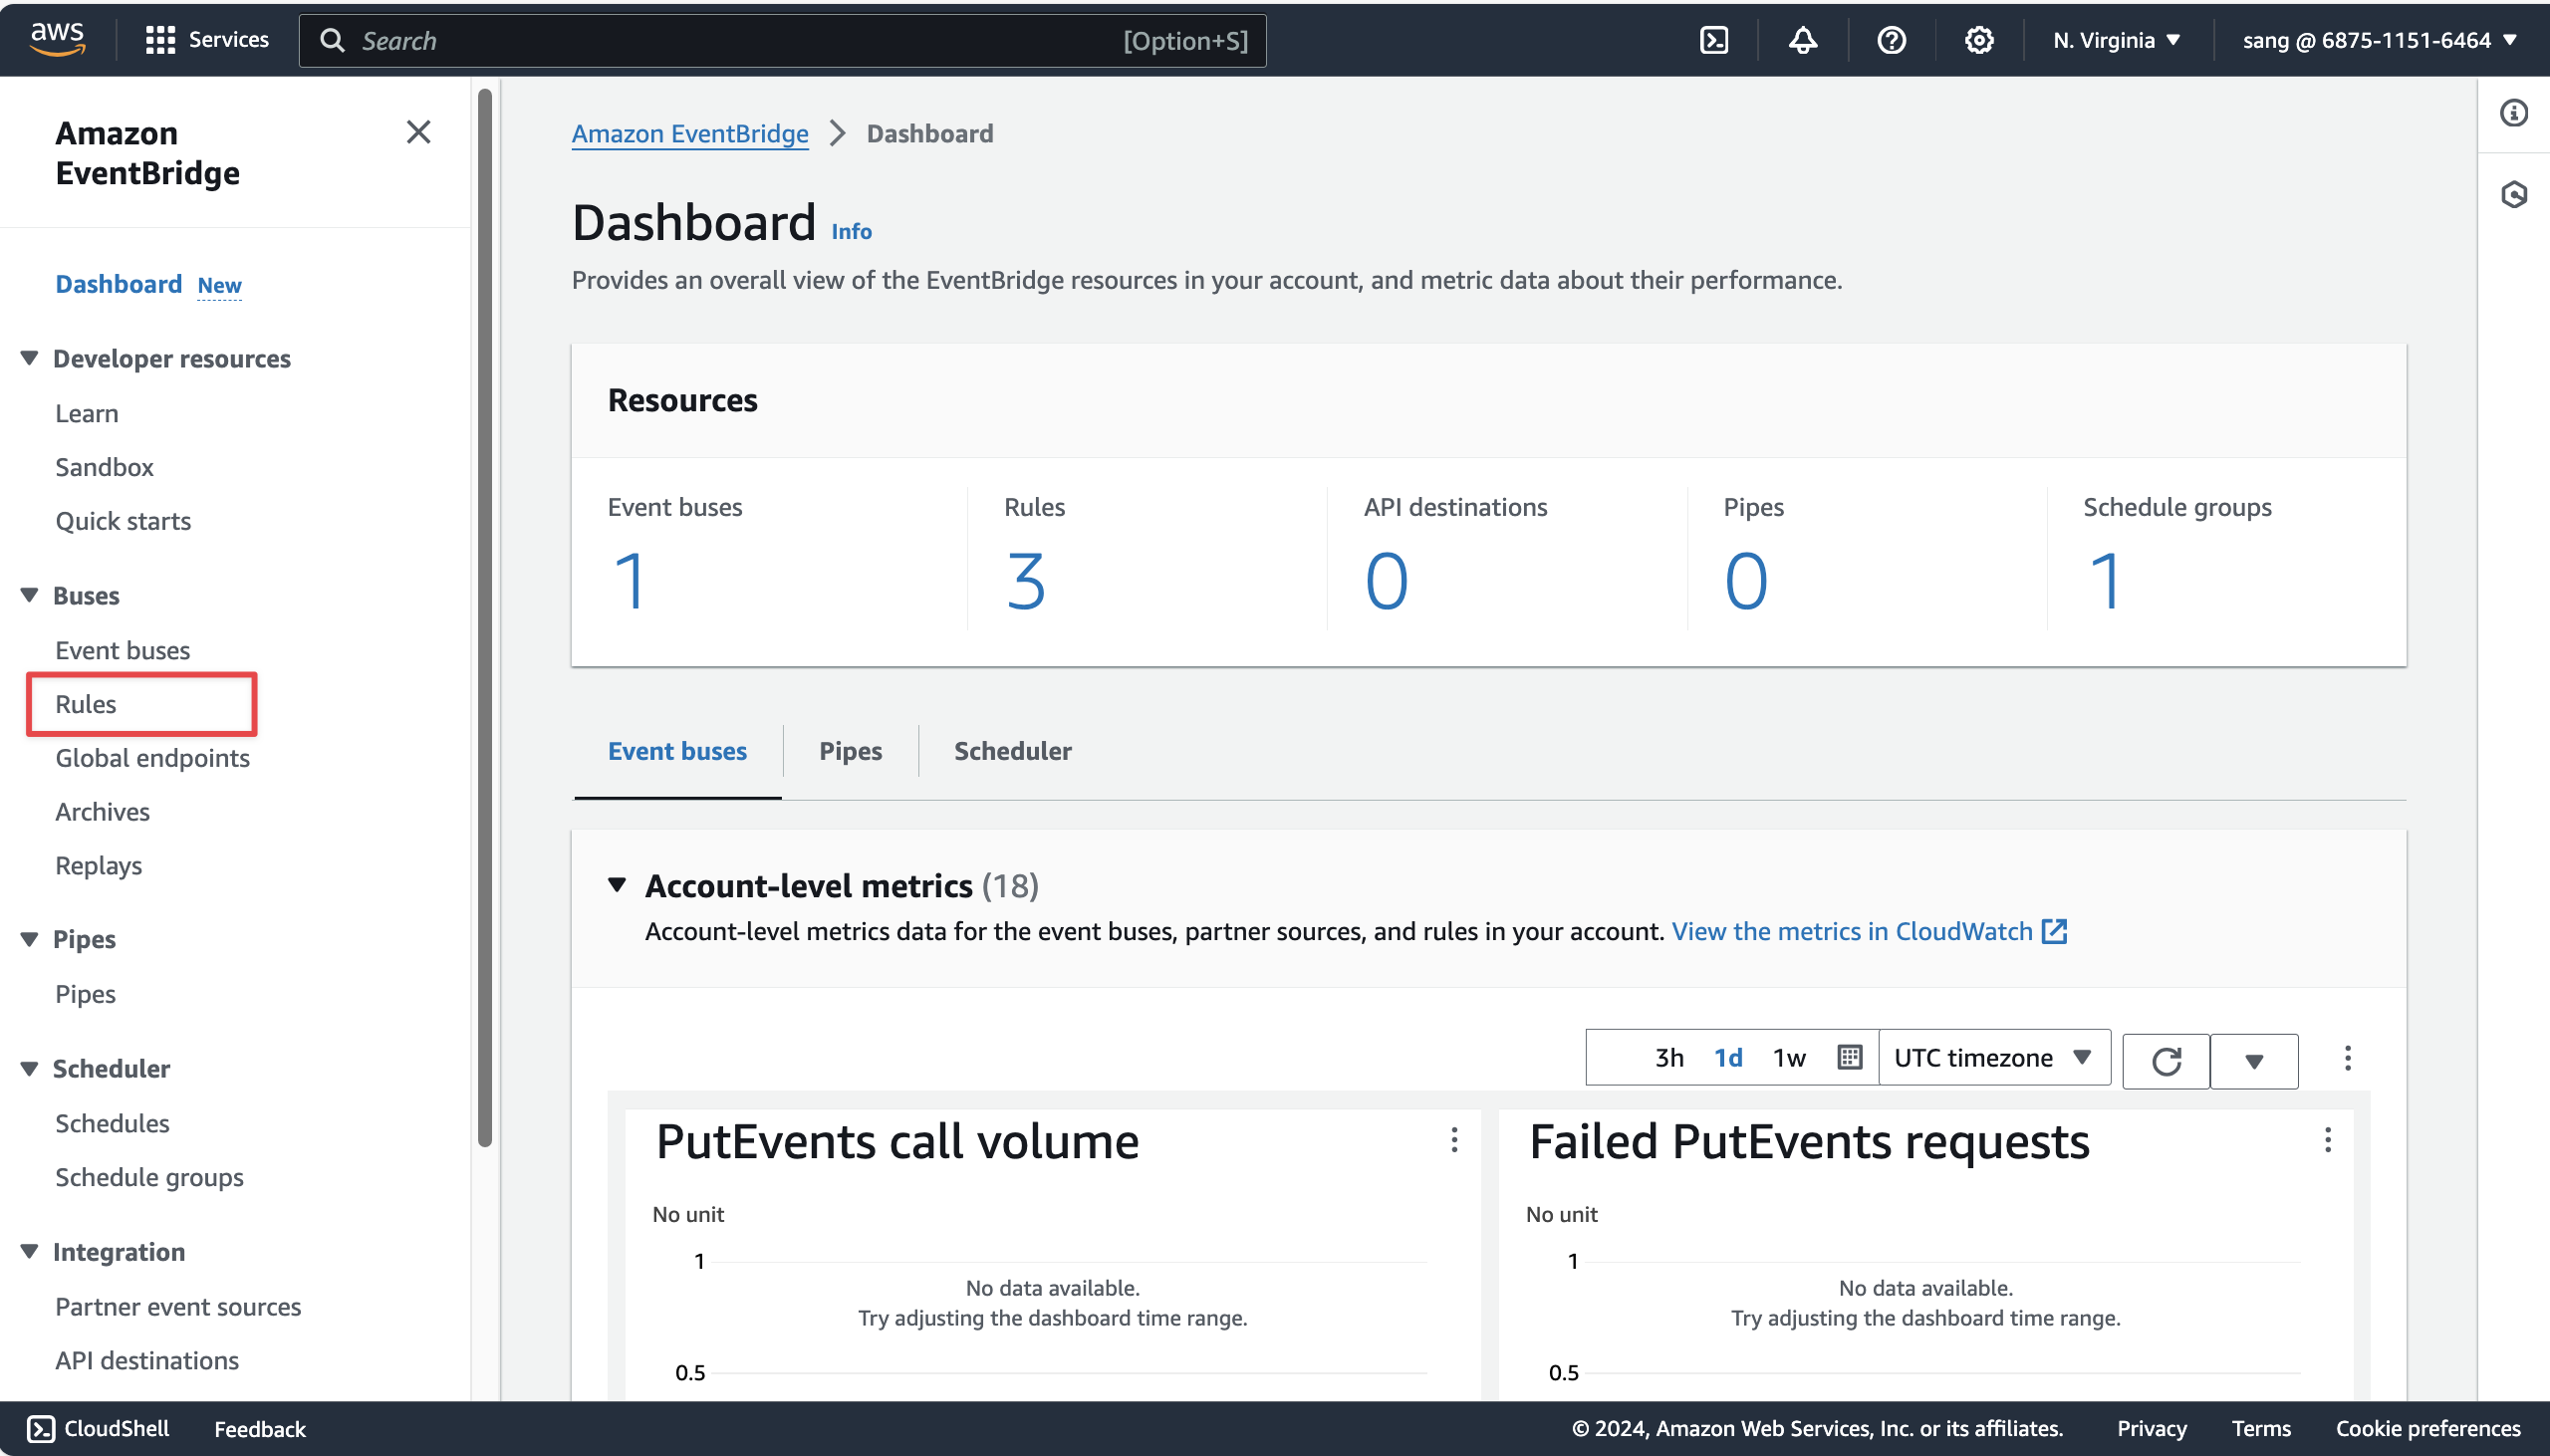 aws
Services
Search
[Option+S]
N. Virginia
sang @ 6875-1151-6464
Amazon
EventBridge
Dashboard New
Developer resources
Learn
Sandbox
Quick starts
Buses
Event buses
Rules
Global endpoints
Archives
Replays
Pipes
Pipes
Scheduler
Schedules
Schedule groups
Integration
Partner event sources
API destinations
Amazon EventBridge
Dashboard
Dashboard Info
Provides an overall view of the EventBridge resources in your account, and metric data about their performance.
Resources
Event buses
1
Rules
3
API destinations
0
Pipes
0
Schedule groups
1
Event buses
Pipes
Scheduler
Account-level metrics (18)
Account-level metrics data for the event buses, partner sources, and rules in your account. View the metrics in CloudWatch
3h
1d
1w
UTC timezone
PutEvents call volume
No unit
1
No data available.
Try adjusting the dashboard time range.
0.5
Failed PutEvents requests
No unit
1
No data available.
Try adjusting the dashboard time range.
0.5
CloudShell
Feedback
© 2024, Amazon Web Services, Inc. or its affiliates.
Privacy
Terms
Cookie preferences